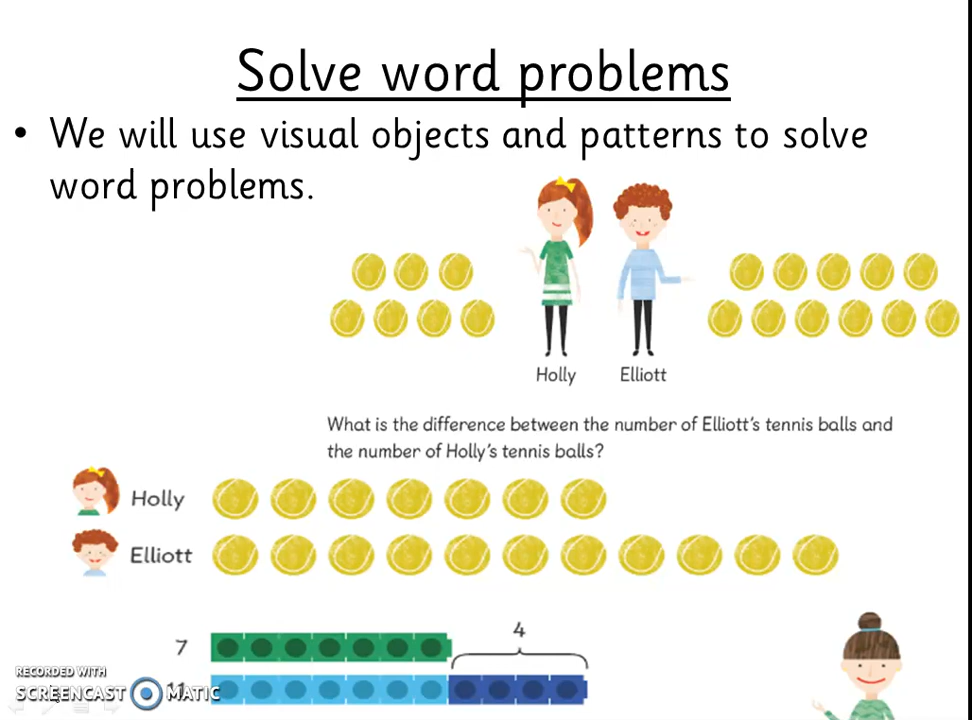 Solve word problems
• We will use visual objects and patterns to solve
word problems.
Holly
Elliott
What is the difference between the number of Elliott's tennis balls and
the number of Holly's tennis balls?
Holly
Elliott
4
7
RECORDED WITH
SCREENCAST MATIC